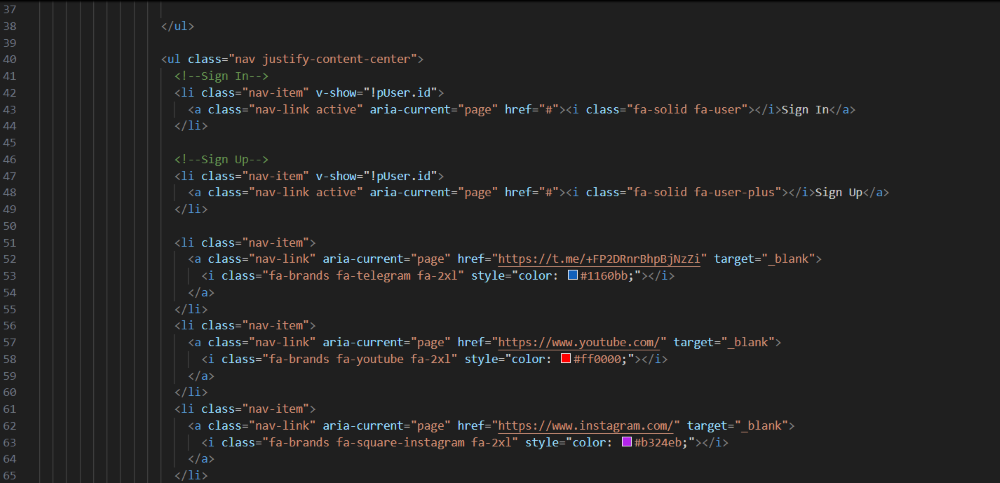 37
38 </ul>
39
40 <ul class="nav justify-content-center">
41 <!--Sign In-->
42 <li class="nav-item" v-show="!pUser.id">
43 <a class="nav-link active" aria-current="page" href="#"><i class="fa-solid fa-user"></i>Sign In</a>
44 </li>
45
46 <!--Sign Up-->
47 <li class="nav-item" v-show="!pUser.id">
48 <a class="nav-link active" aria-current="page" href="#"><i class="fa-solid fa-user-plus"></i>Sign Up</a>
49 </li>
50
51 <li class="nav-item">
52 <a class="nav-link" aria-current="page" href="https://t.me/+FP2DRnrBhpBjNzZi" target="_blank">
53 <i class="fa-brands fa-telegram fa-2xl" style="color: #1160bb;"></i>
54 </a>
55 </li>
56 <li class="nav-item">
57 <a class="nav-link" aria-current="page" href="https://www.youtube.com/" target="_blank">
58 <i class="fa-brands fa-youtube fa-2xl" style="color: #ff0000;"></i>
59 </a>
60 </li>
61 <li class="nav-item">
62 <a class="nav-link" aria-current="page" href="https://www.instagram.com/" target="_blank">
63 <i class="fa-brands fa-square-instagram fa-2xl" style="color: #b324eb;"></i>
64 </a>
65 </li>